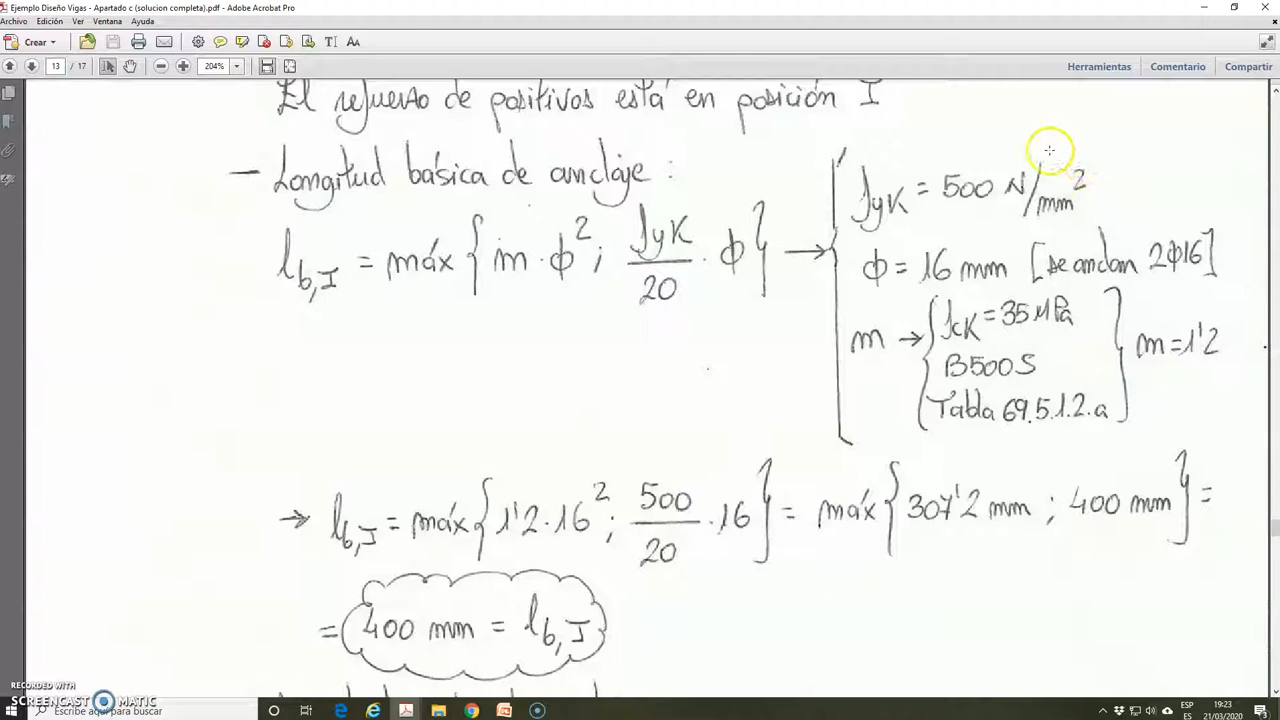 Ejemplo Diseño Vigas - Apartado c (solucion completa).pdf - Adobe Acrobat Pro
Archivo Edición Ver Ventana Ayuda
Crear
13 / 17 204% Herramientas Comentario Compartir
El refuerzo de positivos está en posición I
- Longitud básica de anclaje :
l_b,I = máx { m · ϕ² ; fyk/20 · ϕ } →
fyk = 500 N/mm²
ϕ = 16 mm [Se anclan 2ϕ16]
m → { fck = 35 MPa
B500S
Tabla 69.5.1.2.a } m = 1'2
→ l_b,I = máx { 1'2 · 16² ; 500/20 · 16 } = máx { 307'2 mm ; 400 mm } =
= 400 mm = l_b,I
RECORDED WITH
SCREENCAST MATIC
Escribe aquí para buscar
ESP
ES
19:23
21/03/2020